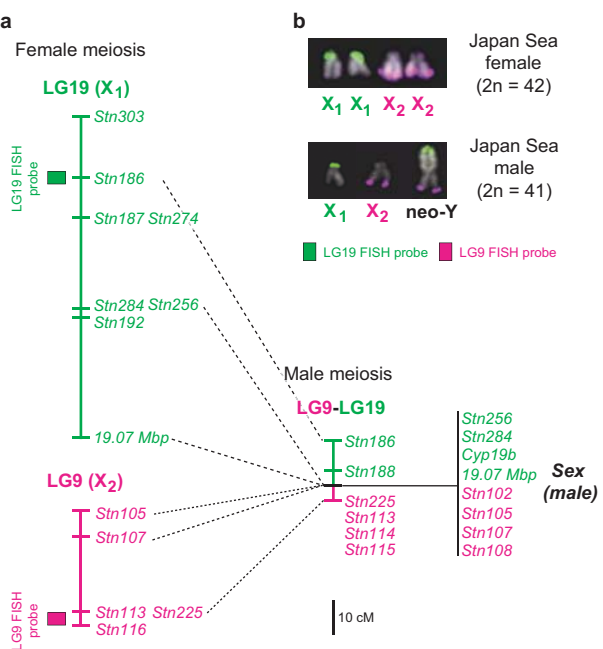 a
Female meiosis
LG19 (X1)
Stn303
LG19 FISH
probe
Stn186
Stn187 Stn274
Stn284 Stn256
Stn192
19.07 Mbp
LG9 (X2)
Stn105
Stn107
LG9 FISH
probe
Stn113 Stn225
Stn116
b
Japan Sea
female
(2n = 42)
X1 X1 X2 X2
Japan Sea
male
(2n = 41)
X1 X2 neo-Y
LG19 FISH probe LG9 FISH probe
Male meiosis
LG9-LG19
Stn186
Stn188
Stn225
Stn113
Stn114
Stn115
Stn256
Stn284
Cyp19b
19.07 Mbp
Stn102
Stn105
Stn107
Stn108
Sex
(male)
10 cM